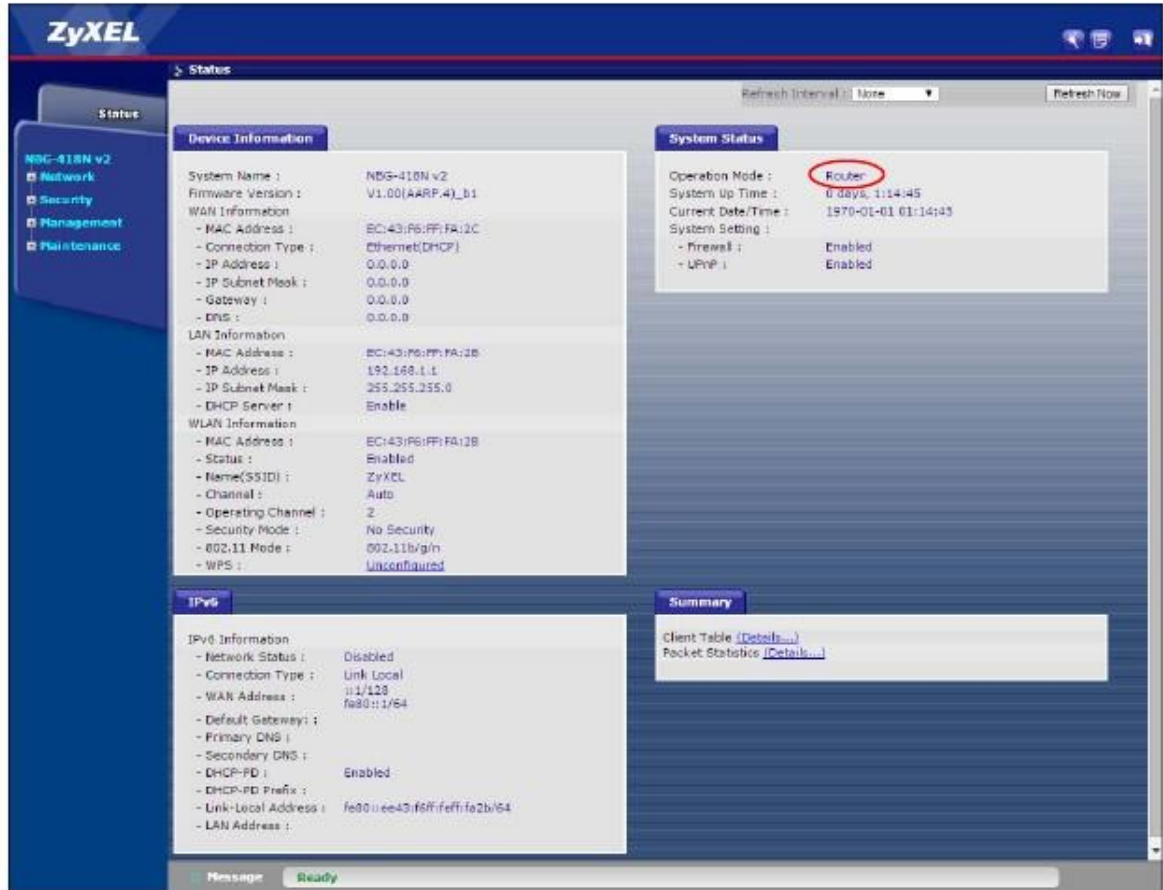 ZyXEL
Status
Refresh Interval : None
Refresh Now
Status
NBG-418N v2
Network
Security
Management
Maintenance
Device Information
System Name : NBG-418N v2
Firmware Version : V1.00(AARP.4)_b1
WAN Information
- MAC Address : EC:43:F6:FF:FA:2C
- Connection Type : Ethernet(DHCP)
- IP Address : 0.0.0.0
- IP Subnet Mask : 0.0.0.0
- Gateway : 0.0.0.0
- DNS : 0.0.0.0
LAN Information
- MAC Address : EC:43:F6:FF:FA:2B
- IP Address : 192.168.1.1
- IP Subnet Mask : 255.255.255.0
- DHCP Server : Enable
WLAN Information
- MAC Address : EC:43:F6:FF:FA:2B
- Status : Enabled
- Name(SSID) : ZyXEL
- Channel : Auto
- Operating Channel : 2
- Security Mode : No Security
- 802.11 Mode : 802.11b/g/n
- WPS : Unconfigured
System Status
Operation Mode : Router
System Up Time : 0 days, 1:14:45
Current Date/Time : 1970-01-01 01:14:45
System Setting :
- Firewall : Enabled
- UPnP : Enabled
IPv6
IPv6 Information
- Network Status : Disabled
- Connection Type : Link Local
- WAN Address : ::1/128
fe80::1/64
- Default Gateway: :
- Primary DNS :
- Secondary DNS :
- DHCP-PD : Enabled
- DHCP-PD Prefix :
- Link-Local Address : fe80::ee43:f6ff:feff:fa2b/64
- LAN Address :
Summary
Client Table (Details...)
Packet Statistics (Details...)
Message Ready